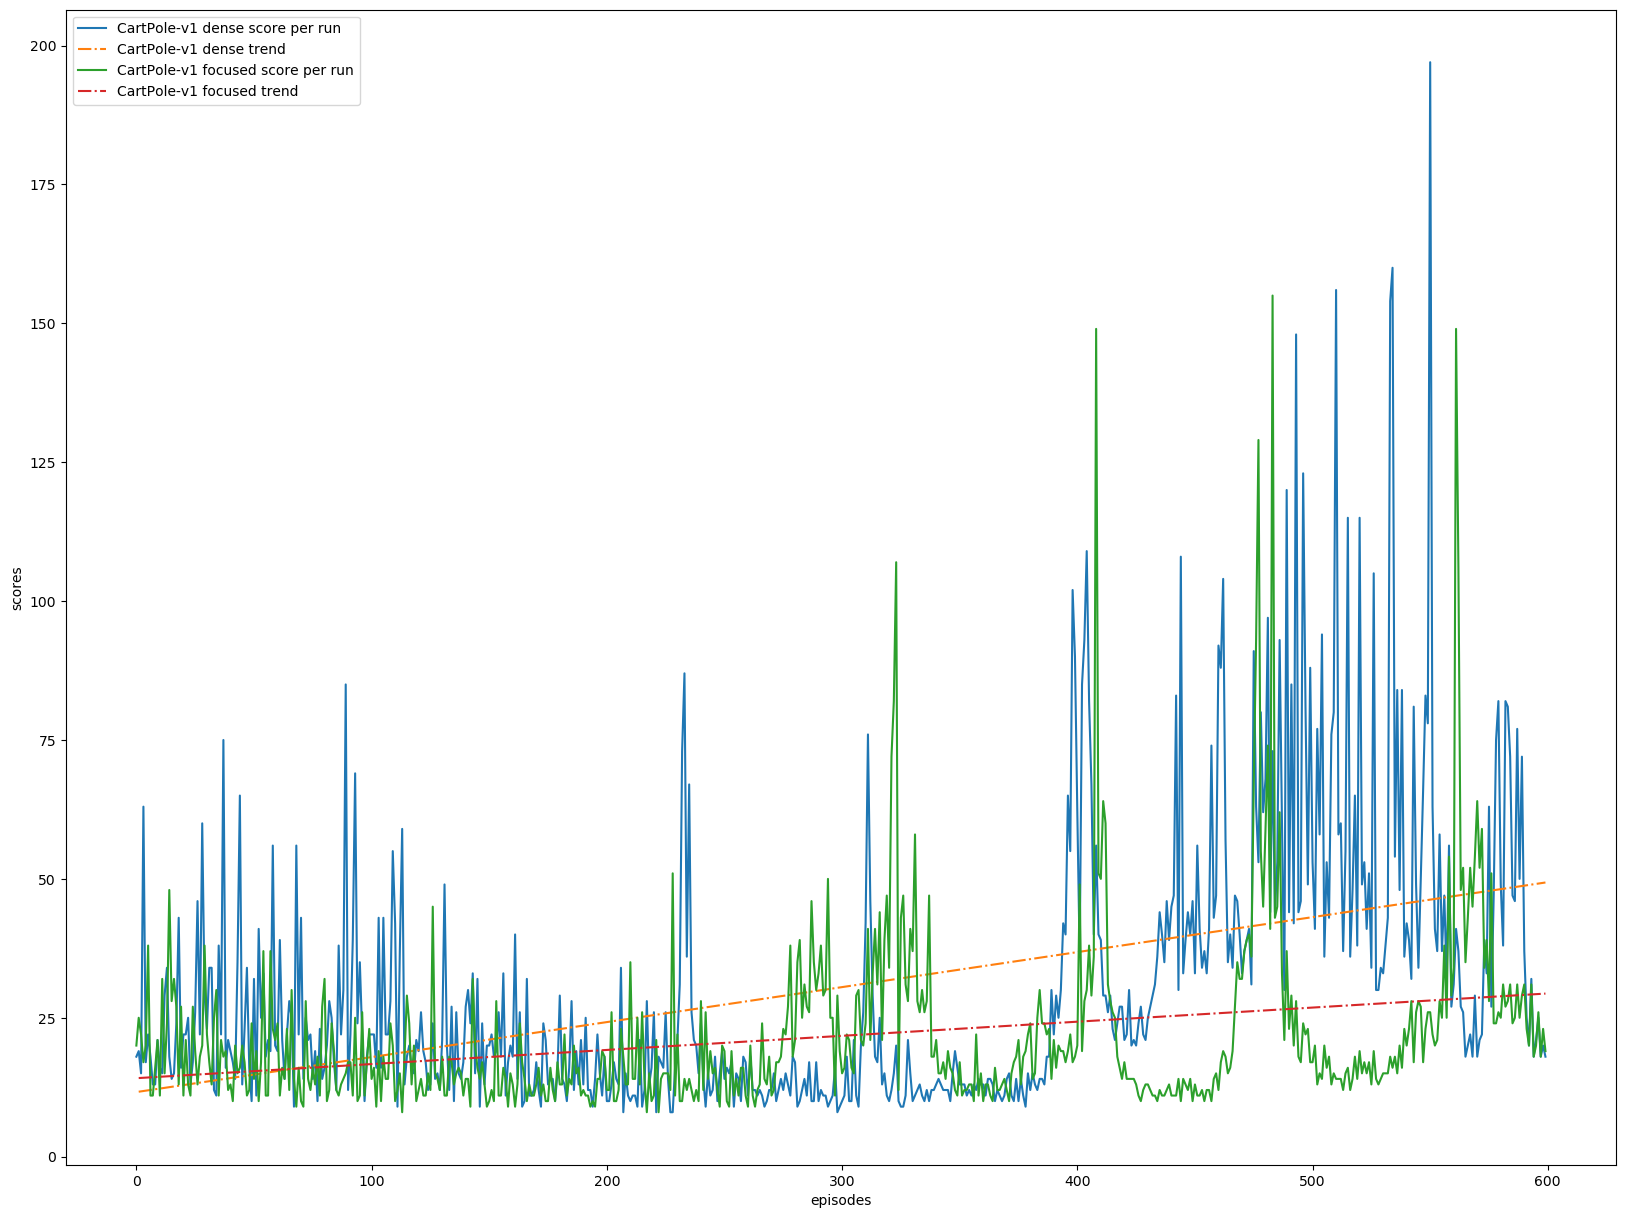 CartPole-v1 dense score per run
CartPole-v1 dense trend
CartPole-v1 focused score per run
CartPole-v1 focused trend
200
175
150
125
100
75
50
25
0
scores
0 100 200 300 400 500 600
episodes